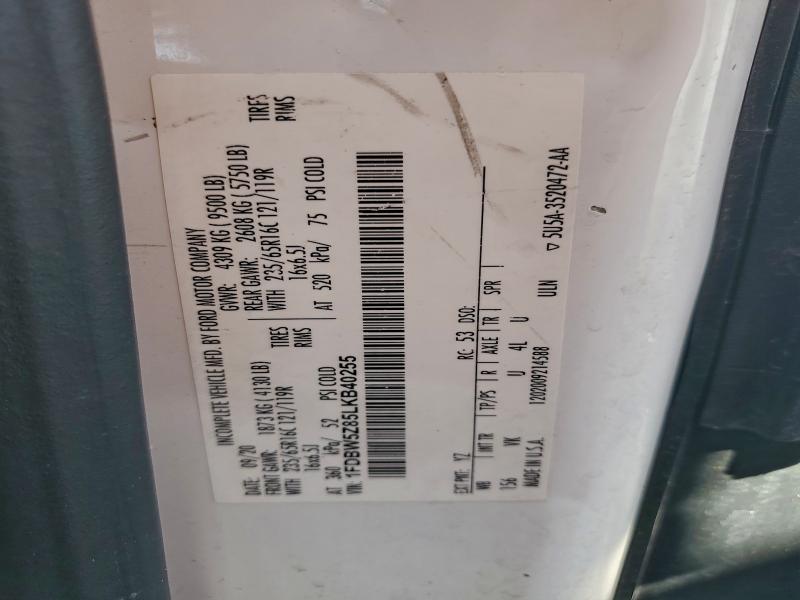 INCOMPLETE VEHICLE MFD. BY FORD MOTOR COMPANY
DATE: 09/20 GVWR: 4309 KG ( 9500 LB)
FRONT GAWR: 1873 KG ( 4130 LB) REAR GAWR: 2608 KG ( 5750 LB)
WITH 235/65R16C 121/119R TIRES WITH 235/65R16C 121/119R TIRES
16x6.5J RIMS 16x6.5J RIMS
AT 360 kPa/ 52 PSI COLD AT 520 kPa/ 75 PSI COLD
VIN: 1FDBW5Z85LKB40255
EXT PNT: YZ RC: 53 DSO:
WB INT TR TP/PS R AXLE TR SPR
156 VK U 4L U ULN
MADE IN U.S.A. 1202009214588 ▽ 5U5A-3520472-AA